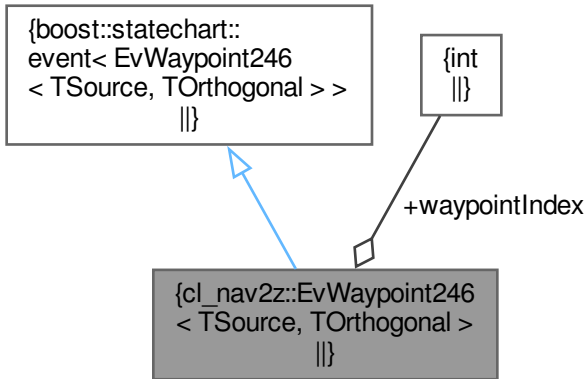 {boost::statechart::
event< EvWaypoint246
< TSource, TOrthogonal > >
||}
{int
||}
+waypointIndex
{cl_nav2z::EvWaypoint246
< TSource, TOrthogonal >
||}